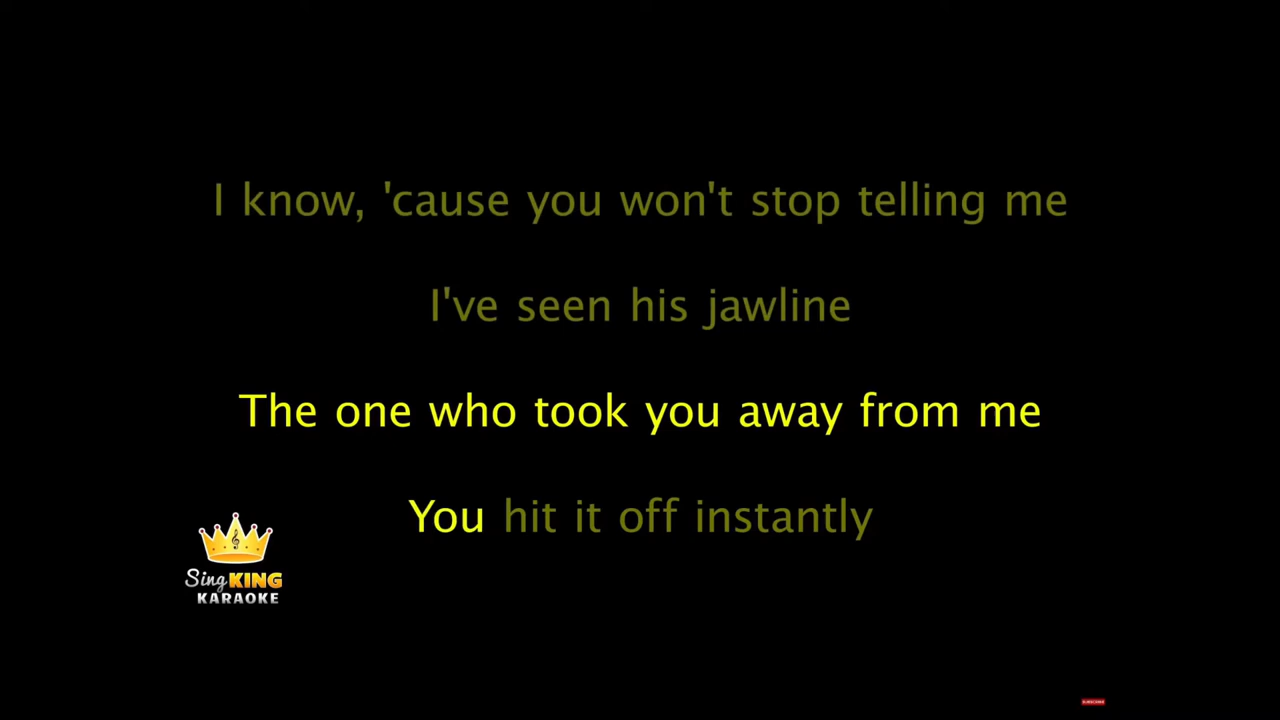 I know, 'cause you won't stop telling me
I've seen his jawline
The one who took you away from me
You hit it off instantly
Sing KING
KARAOKE
SUBSCRIBE